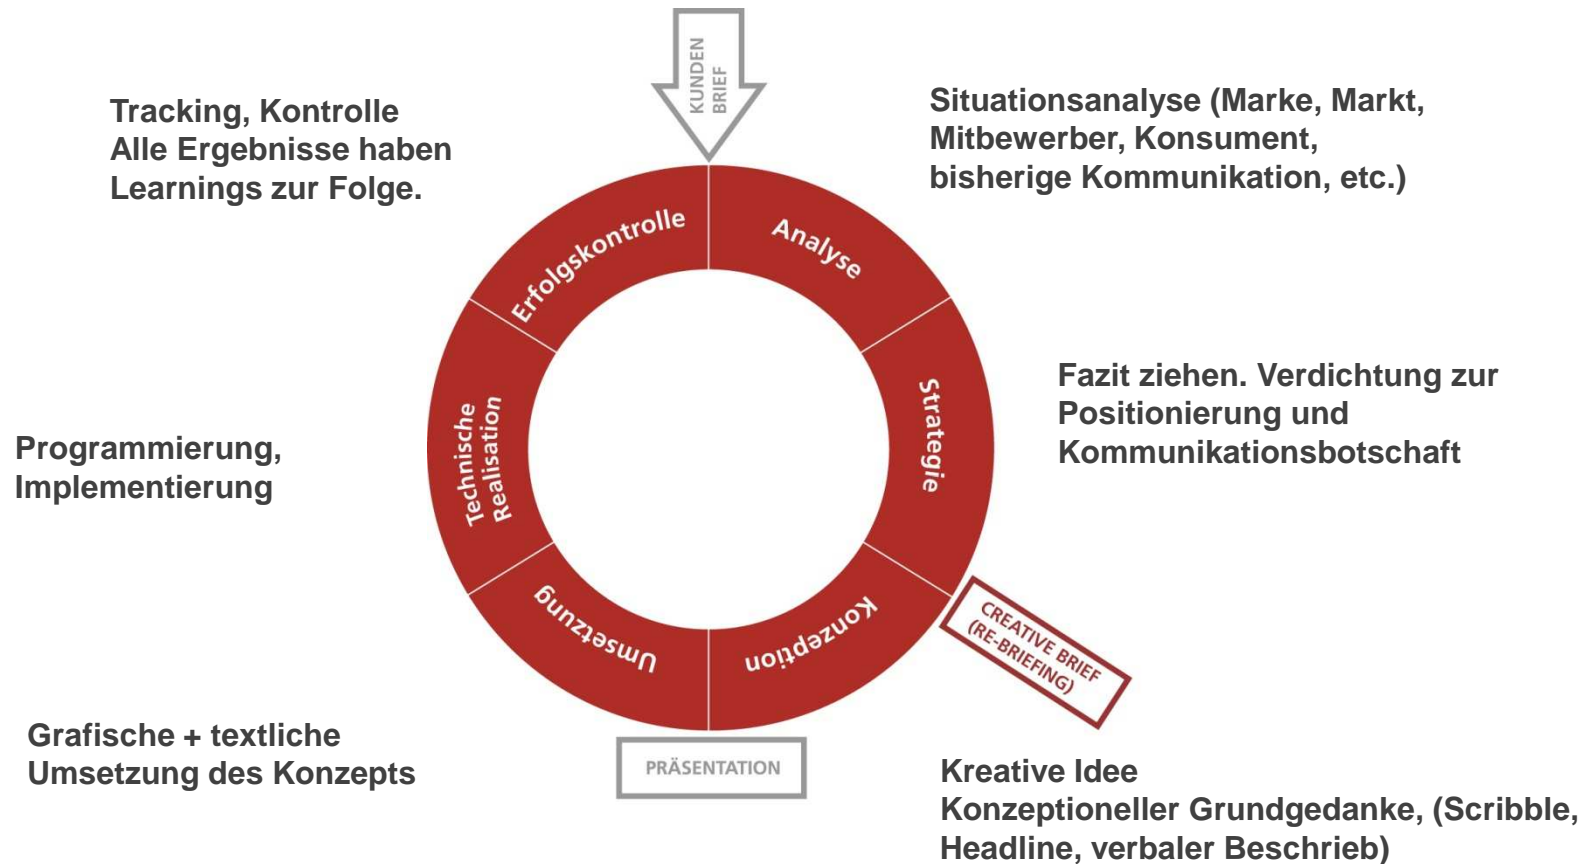 KUNDEN
BRIEF
Tracking, Kontrolle
Alle Ergebnisse haben
Learnings zur Folge.
Situationsanalyse (Marke, Markt,
Mitbewerber, Konsument,
bisherige Kommunikation, etc.)
Erfolgskontrolle
Analyse
Strategie
Fazit ziehen. Verdichtung zur
Positionierung und
Kommunikationsbotschaft
Technische
Realisation
Programmierung,
Implementierung
Umsetzung
Konzeption
CREATIVE BRIEF
(RE-BRIEFING)
Grafische + textliche
Umsetzung des Konzepts
PRÄSENTATION
Kreative Idee
Konzeptioneller Grundgedanke, (Scribble,
Headline, verbaler Beschrieb)